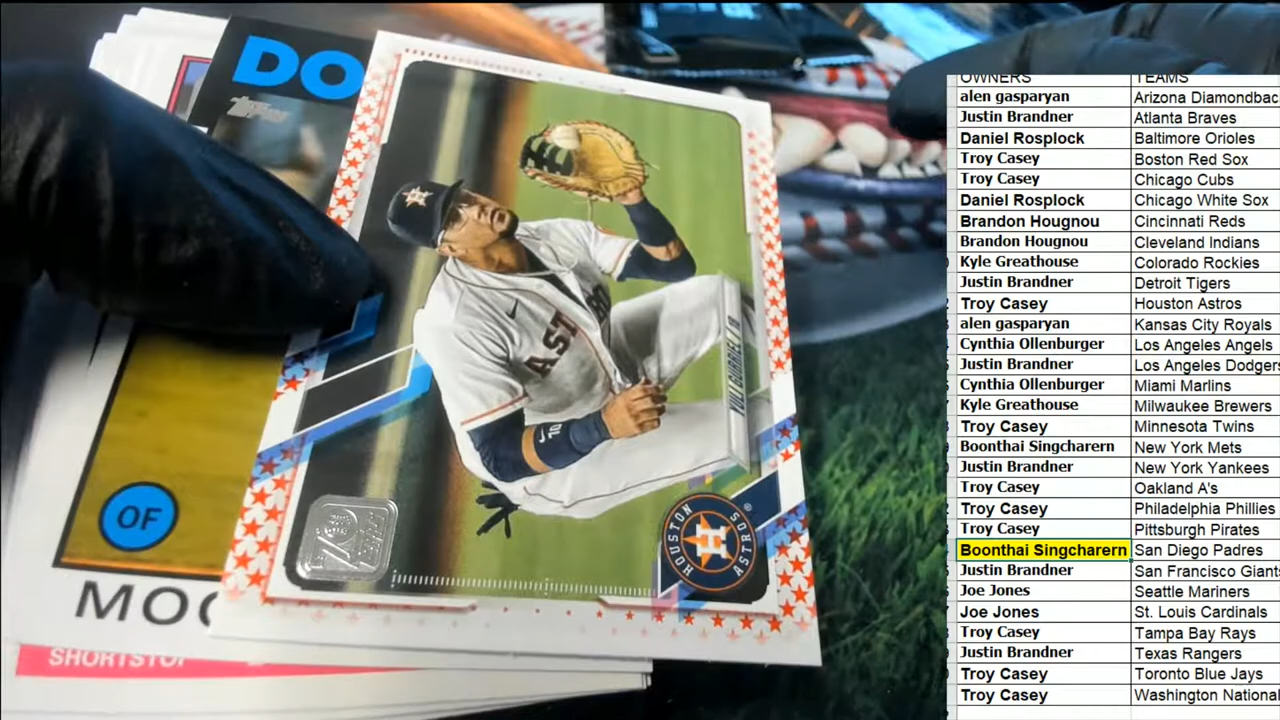 DO
Topps
ASTRO
10
YULI GURRIEL / 1B
HOUSTON
ASTROS
70
OF
MOO
SHORTSTOP
OWNERS TEAMS
alen gasparyan Arizona Diamondbac
Justin Brandner Atlanta Braves
Daniel Rosplock Baltimore Orioles
Troy Casey Boston Red Sox
Troy Casey Chicago Cubs
Daniel Rosplock Chicago White Sox
Brandon Hougnou Cincinnati Reds
Brandon Hougnou Cleveland Indians
Kyle Greathouse Colorado Rockies
Justin Brandner Detroit Tigers
Troy Casey Houston Astros
alen gasparyan Kansas City Royals
Cynthia Ollenburger Los Angeles Angels
Justin Brandner Los Angeles Dodgers
Cynthia Ollenburger Miami Marlins
Kyle Greathouse Milwaukee Brewers
Troy Casey Minnesota Twins
Boonthai Singcharern New York Mets
Justin Brandner New York Yankees
Troy Casey Oakland A's
Troy Casey Philadelphia Phillies
Troy Casey Pittsburgh Pirates
Boonthai Singcharern San Diego Padres
Justin Brandner San Francisco Giants
Joe Jones Seattle Mariners
Joe Jones St. Louis Cardinals
Troy Casey Tampa Bay Rays
Justin Brandner Texas Rangers
Troy Casey Toronto Blue Jays
Troy Casey Washington National